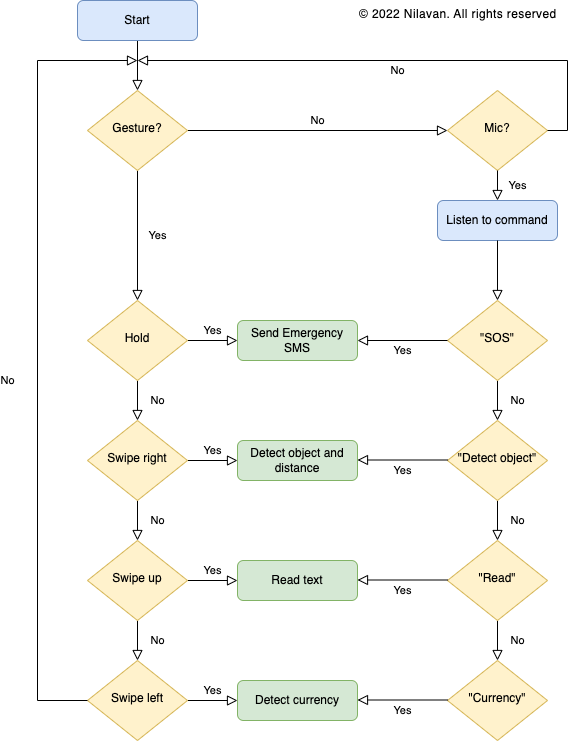 Start
© 2022 Nilavan. All rights reserved
No
Gesture?
No
Mic?
Yes
Listen to command
Yes
Hold
Yes
Send Emergency
SMS
Yes
"SOS"
No
No
No
Swipe right
Yes
Detect object and
distance
Yes
"Detect object"
No
No
Swipe up
Yes
Read text
Yes
"Read"
No
No
Swipe left
Yes
Detect currency
Yes
"Currency"